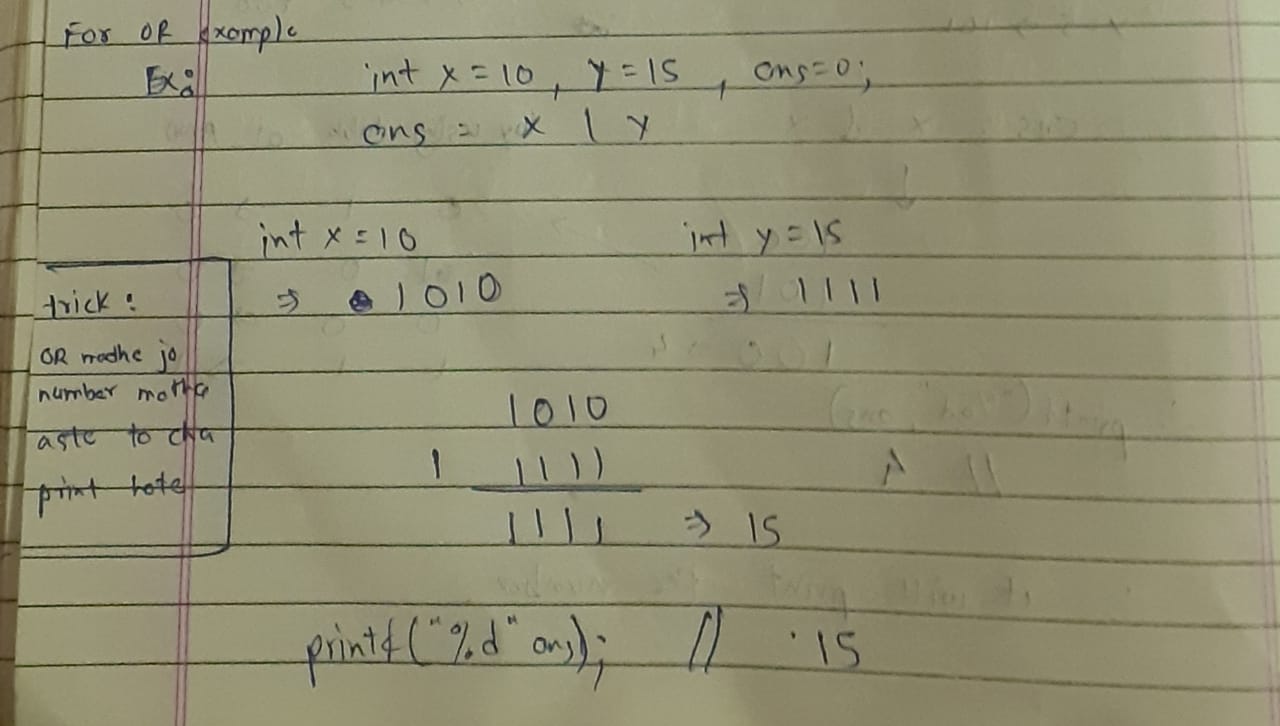 For OR Example
Ex:
int x = 10, y = 15, ans=0;
ans = x | y
int x = 10
int y = 15
⇒ 1010
⇒ 1111
trick:
OR madhe jo
number motha
aste to cha
print hote
1010
| 1111
1111 ⇒ 15
printf("%d" ans); // 15